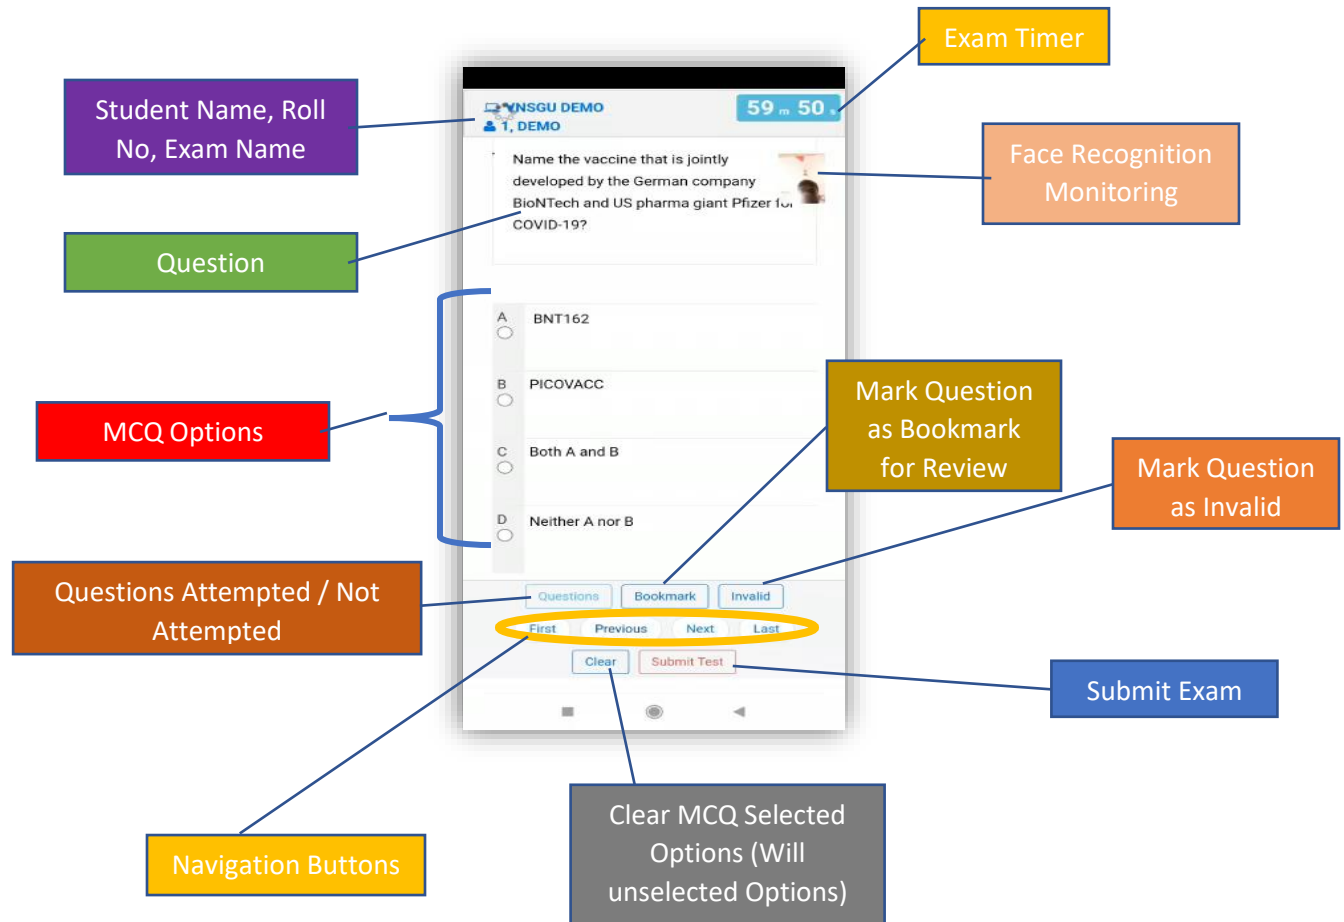 Exam Timer
Student Name, Roll
No, Exam Name
VNSGU DEMO
1, DEMO
59 m 50 s
Face Recognition
Monitoring
Name the vaccine that is jointly
developed by the German company
BioNTech and US pharma giant Pfizer for
COVID-19?
Question
MCQ Options
A
BNT162
B
PICOVACC
C
Both A and B
D
Neither A nor B
Mark Question
as Bookmark
for Review
Mark Question
as Invalid
Questions Attempted / Not
Attempted
Questions
Bookmark
Invalid
First
Previous
Next
Last
Clear
Submit Test
Submit Exam
Navigation Buttons
Clear MCQ Selected
Options (Will
unselected Options)